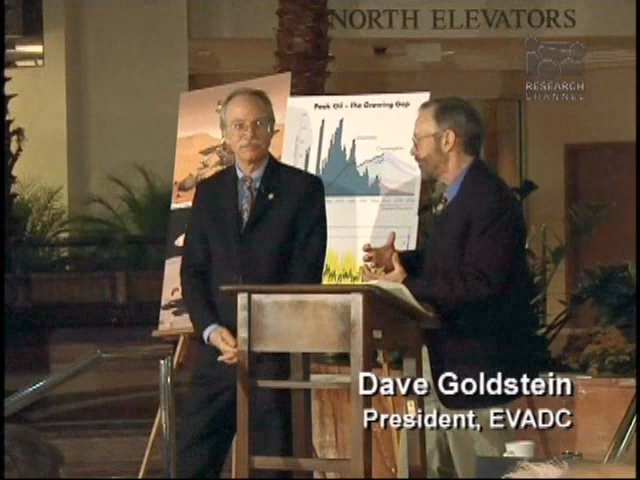 NORTH ELEVATORS
RESEARCH
CHANNEL
Peak Oil – The Growing Gap
Dave Goldstein
President, EVADC